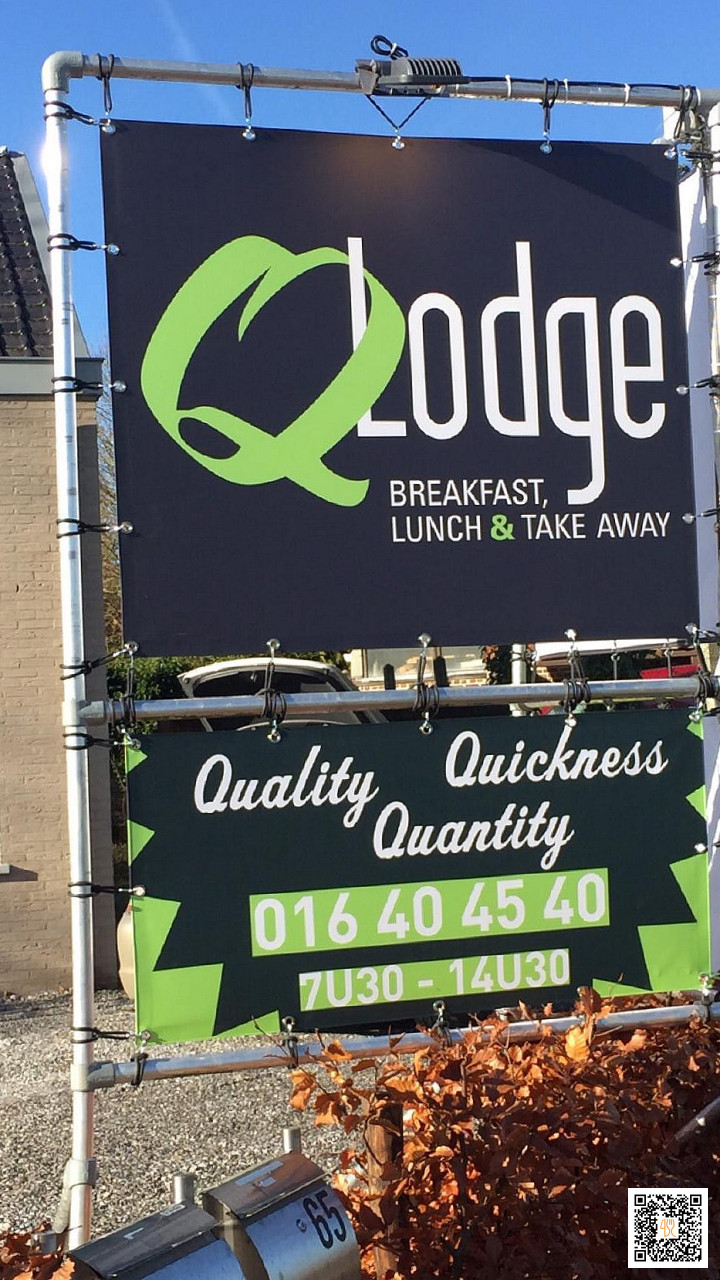 QLodge
BREAKFAST,
LUNCH & TAKE AWAY
Quality Quickness
Quantity
016 40 45 40
7U30 - 14U30
65